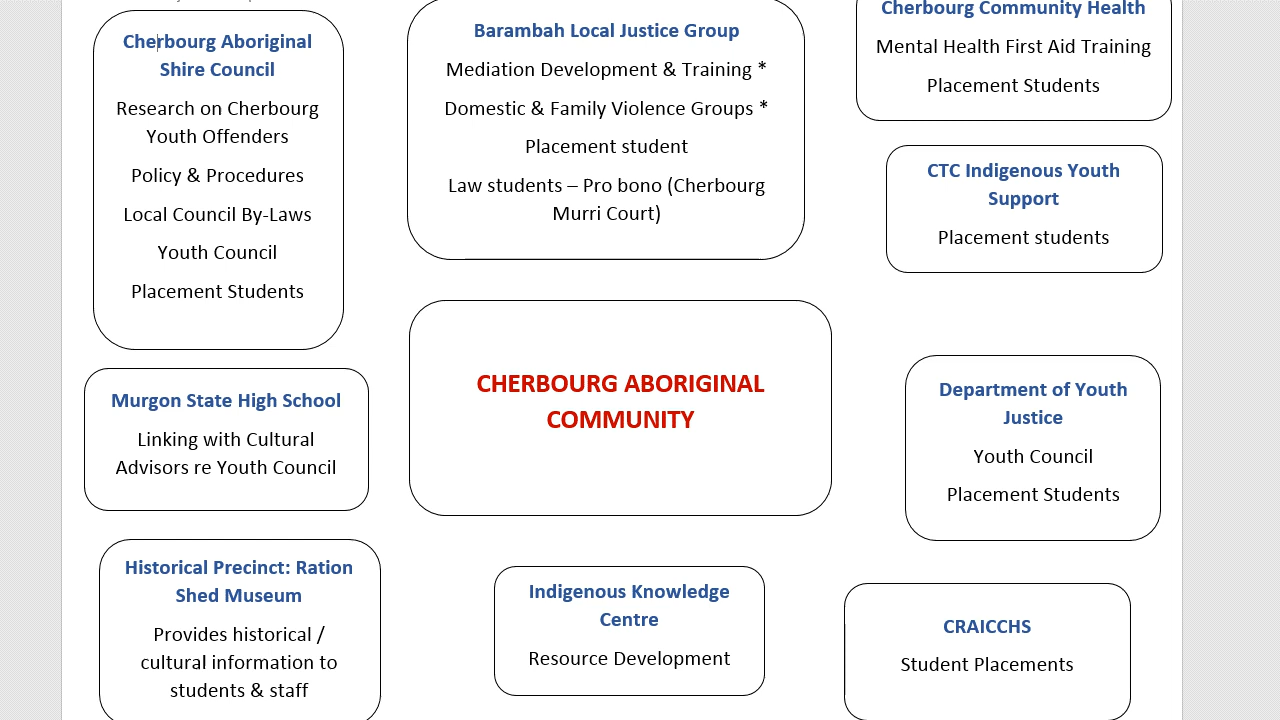 Cherbourg Aboriginal
Shire Council
Research on Cherbourg
Youth Offenders
Policy & Procedures
Local Council By-Laws
Youth Council
Placement Students
Barambah Local Justice Group
Mediation Development & Training *
Domestic & Family Violence Groups *
Placement student
Law students – Pro bono (Cherbourg
Murri Court)
Cherbourg Community Health
Mental Health First Aid Training
Placement Students
CTC Indigenous Youth
Support
Placement students
Murgon State High School
Linking with Cultural
Advisors re Youth Council
CHERBOURG ABORIGINAL
COMMUNITY
Department of Youth
Justice
Youth Council
Placement Students
Historical Precinct: Ration
Shed Museum
Provides historical /
cultural information to
students & staff
Indigenous Knowledge
Centre
Resource Development
CRAICCHS
Student Placements